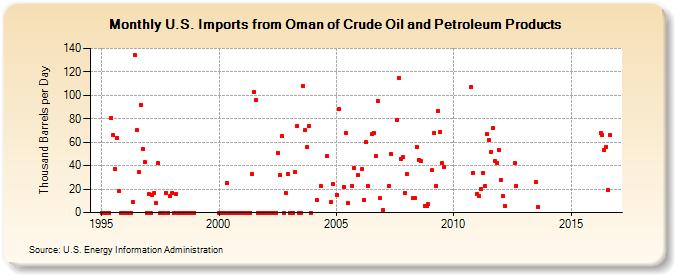 Monthly U.S. Imports from Oman of Crude Oil and Petroleum Products
Thousand Barrels per Day
140
120
100
80
60
40
20
0
1995 2000 2005 2010 2015
Source: U.S. Energy Information Administration